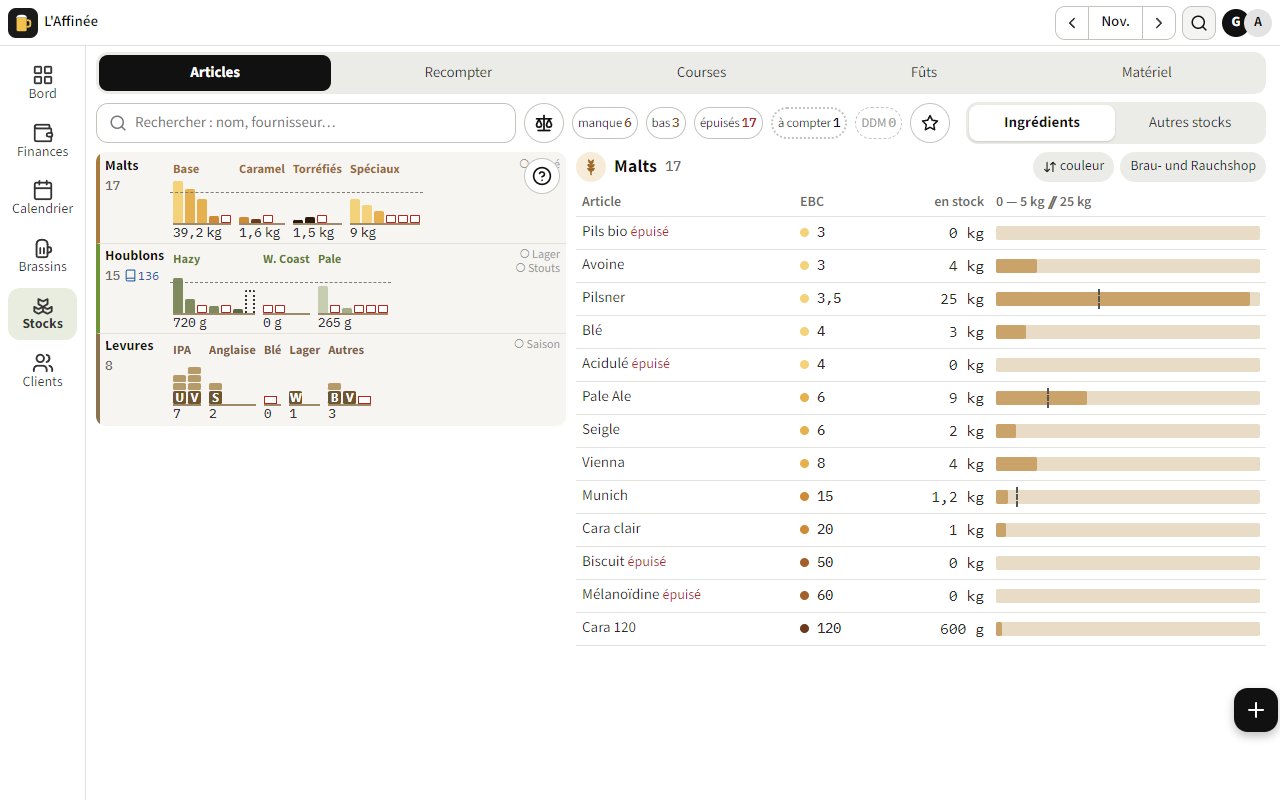 L'Affinée
Nov.
G
A
Bord
Finances
Calendrier
Brassins
Stocks
Clients
Articles
Recompter
Courses
Fûts
Matériel
Rechercher : nom, fournisseur…
manque 6
bas 3
épuisés 17
à compter 1
DDM 0
Ingrédients
Autres stocks
Malts
17
Base
Caramel
Torréfiés
Spéciaux
39,2 kg
1,6 kg
1,5 kg
9 kg
Houblons
15
136
Hazy
W. Coast
Pale
Lager
Stouts
720 g
0 g
265 g
Levures
8
IPA
Anglaise
Blé
Lager
Autres
Saison
U V
S
W
B V
7
2
0
1
3
Malts 17
couleur
Brau- und Rauchshop
Article EBC en stock 0 — 5 kg // 25 kg
Pils bio épuisé 3 0 kg
Avoine 3 4 kg
Pilsner 3,5 25 kg
Blé 4 3 kg
Acidulé épuisé 4 0 kg
Pale Ale 6 9 kg
Seigle 6 2 kg
Vienna 8 4 kg
Munich 15 1,2 kg
Cara clair 20 1 kg
Biscuit épuisé 50 0 kg
Mélanoïdine épuisé 60 0 kg
Cara 120 120 600 g